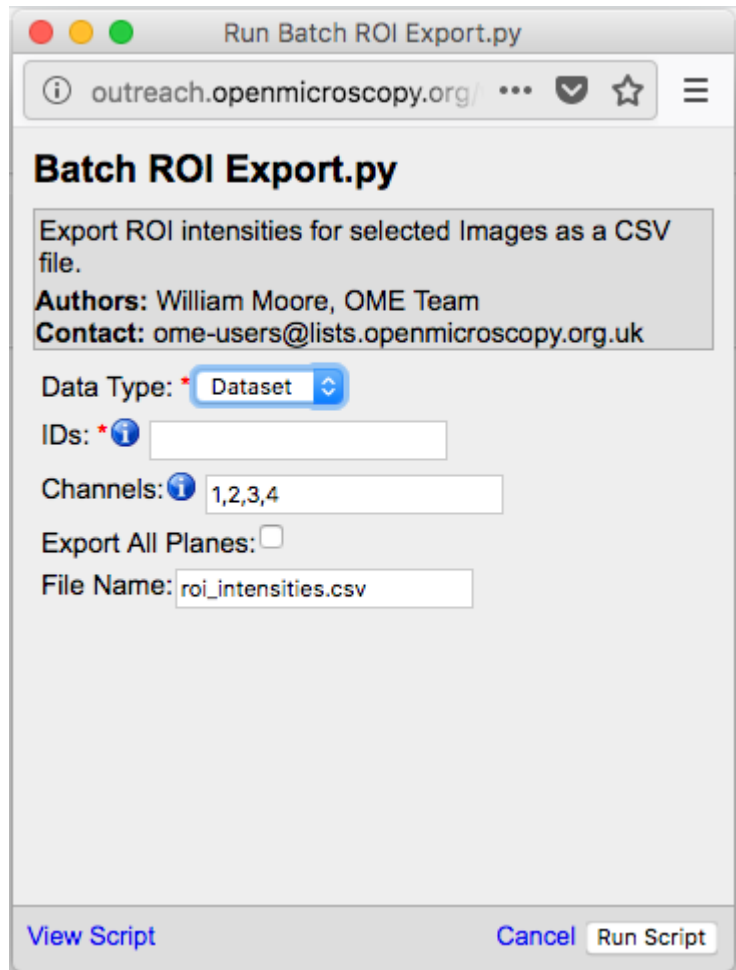 Run Batch ROI Export.py
outreach.openmicroscopy.org/
Batch ROI Export.py
Export ROI intensities for selected Images as a CSV
file.
Authors: William Moore, OME Team
Contact: ome-users@lists.openmicroscopy.org.uk
Data Type: * Dataset
IDs: *
Channels: 1,2,3,4
Export All Planes:
File Name: roi_intensities.csv
View Script Cancel Run Script